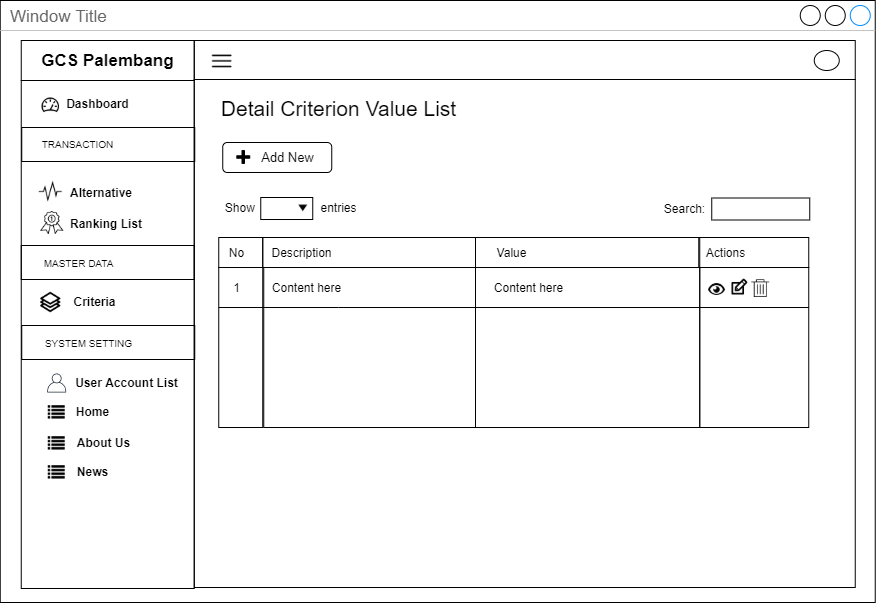 Window Title
GCS Palembang
Dashboard
TRANSACTION
Alternative
Ranking List
MASTER DATA
Criteria
SYSTEM SETTING
User Account List
Home
About Us
News
Detail Criterion Value List
Add New
Show entries
Search:
No Description Value Actions
1 Content here Content here